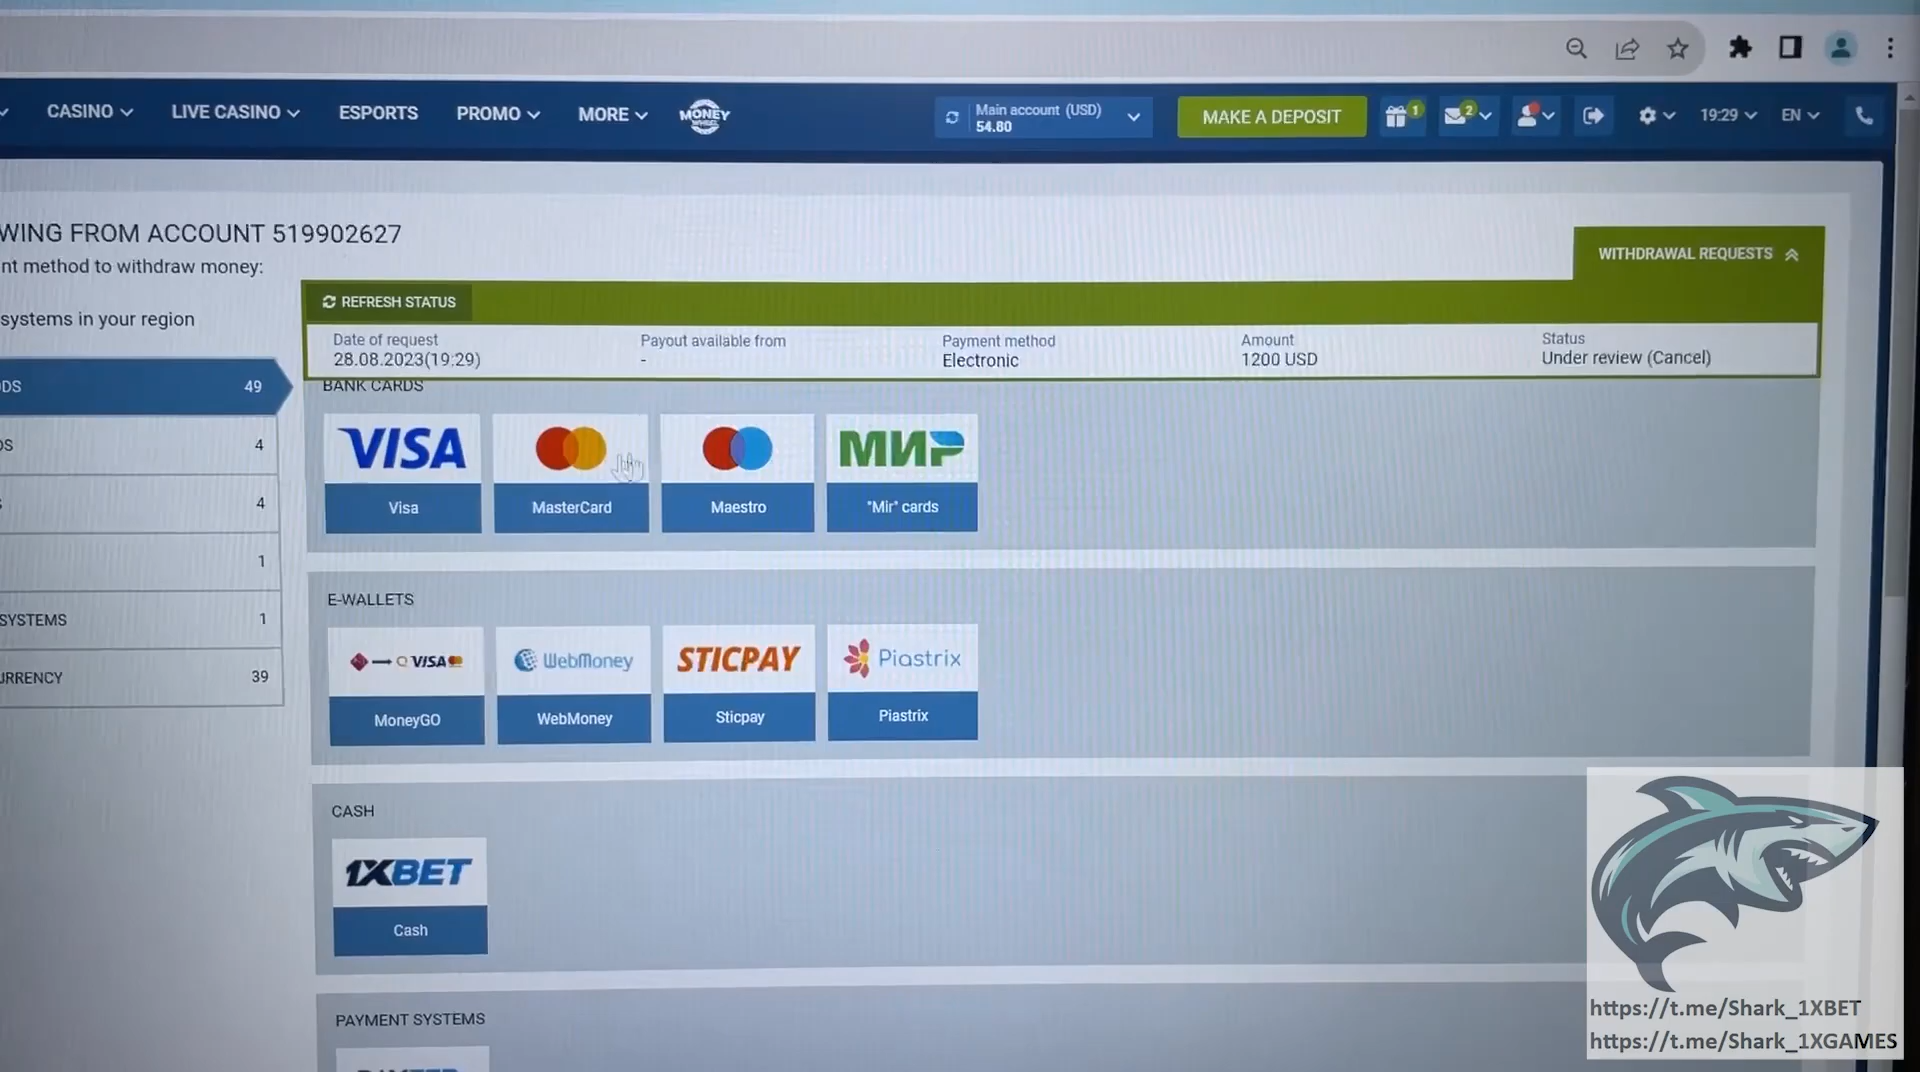 CASINO LIVE CASINO ESPORTS PROMO MORE MONEY WHEEL Main account (USD) 54.80 MAKE A DEPOSIT 1 2 19:29 EN
WING FROM ACCOUNT 519902627
nt method to withdraw money:
WITHDRAWAL REQUESTS
REFRESH STATUS
systems in your region
Date of request Payout available from Payment method Amount Status
28.08.2023(19:29) - Electronic 1200 USD Under review (Cancel)
DS 49
S 4
S 4
1
SYSTEMS 1
URRENCY 39
BANK CARDS
VISA МИР
Visa MasterCard Maestro "Mir" cards
E-WALLETS
VISA WebMoney STICPAY Piastrix
MoneyGO WebMoney Sticpay Piastrix
CASH
1XBET
Cash
PAYMENT SYSTEMS
https://t.me/Shark_1XBET
https://t.me/Shark_1XGAMES